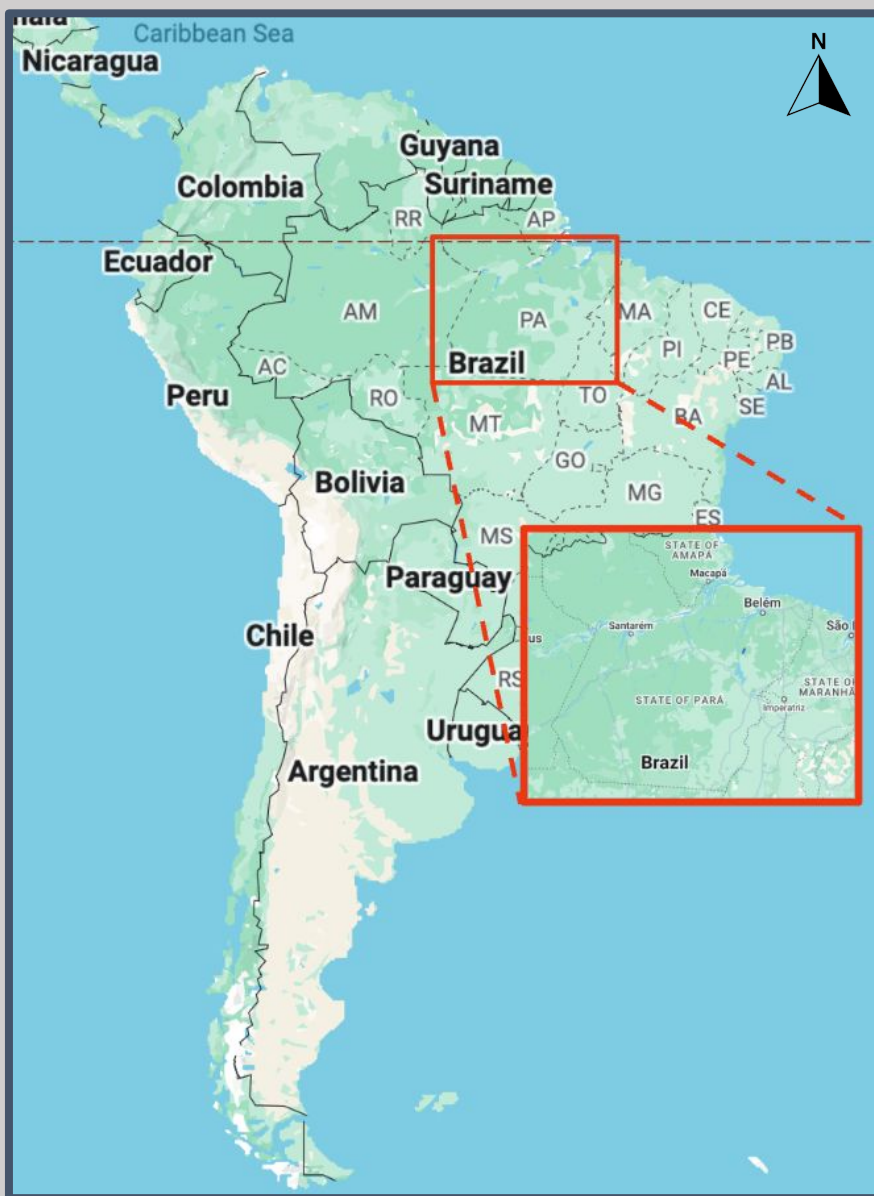 Caribbean Sea
Nicaragua
N
Guyana
Colombia
Suriname
RR
AP
Ecuador
AM
PA
MA
CE
PI
PB
PE
Brazil
AC
AL
Peru
RO
TO
SE
MT
BA
GO
Bolivia
MG
MS
ES
Paraguay
Chile
RS
Urugua
Argentina
STATE OF
AMAPÁ
Macapá
Belém
Santarém
São
us
STATE OF PARÁ
STATE O
MARANHÃ
Imperatriz
Brazil